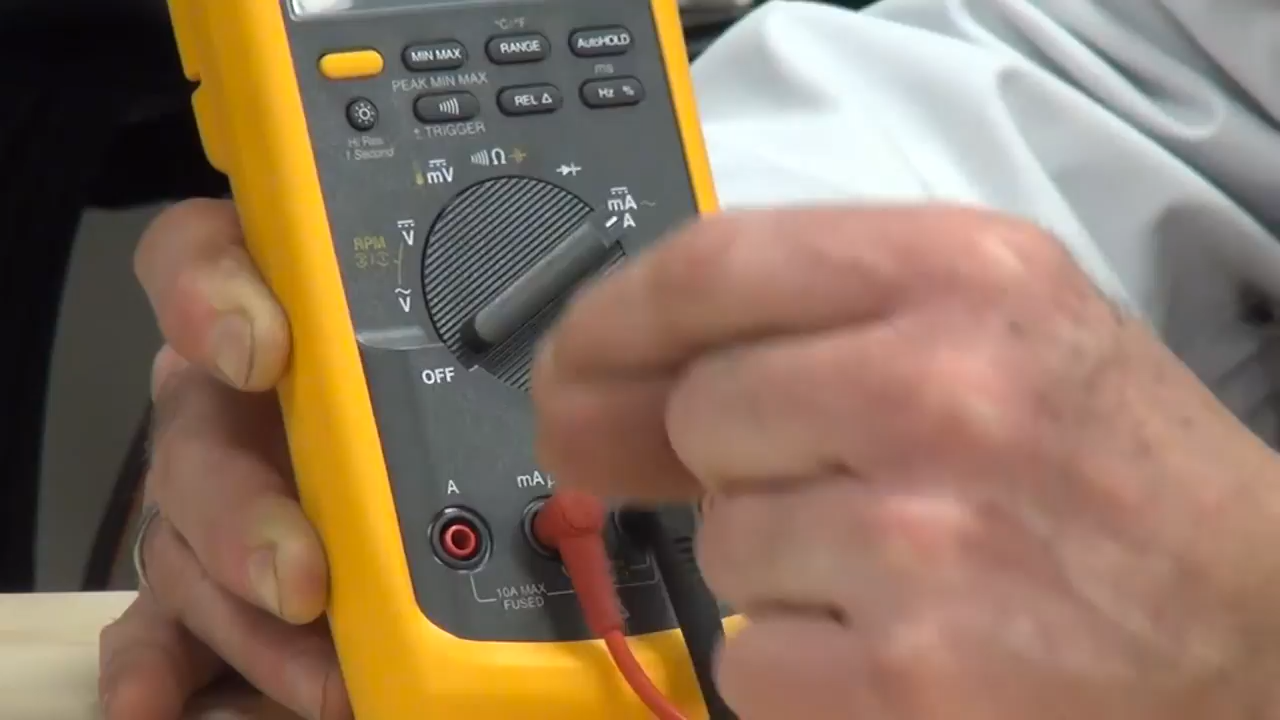 °C/°F
MIN MAX
RANGE
AutoHOLD
PEAK MIN MAX
ms
REL Δ
Hz %
TRIGGER
Hi Res
1 Second
mV
Ω
mA
A
V
RPM
V
OFF
A
mA
10A MAX
FUSED